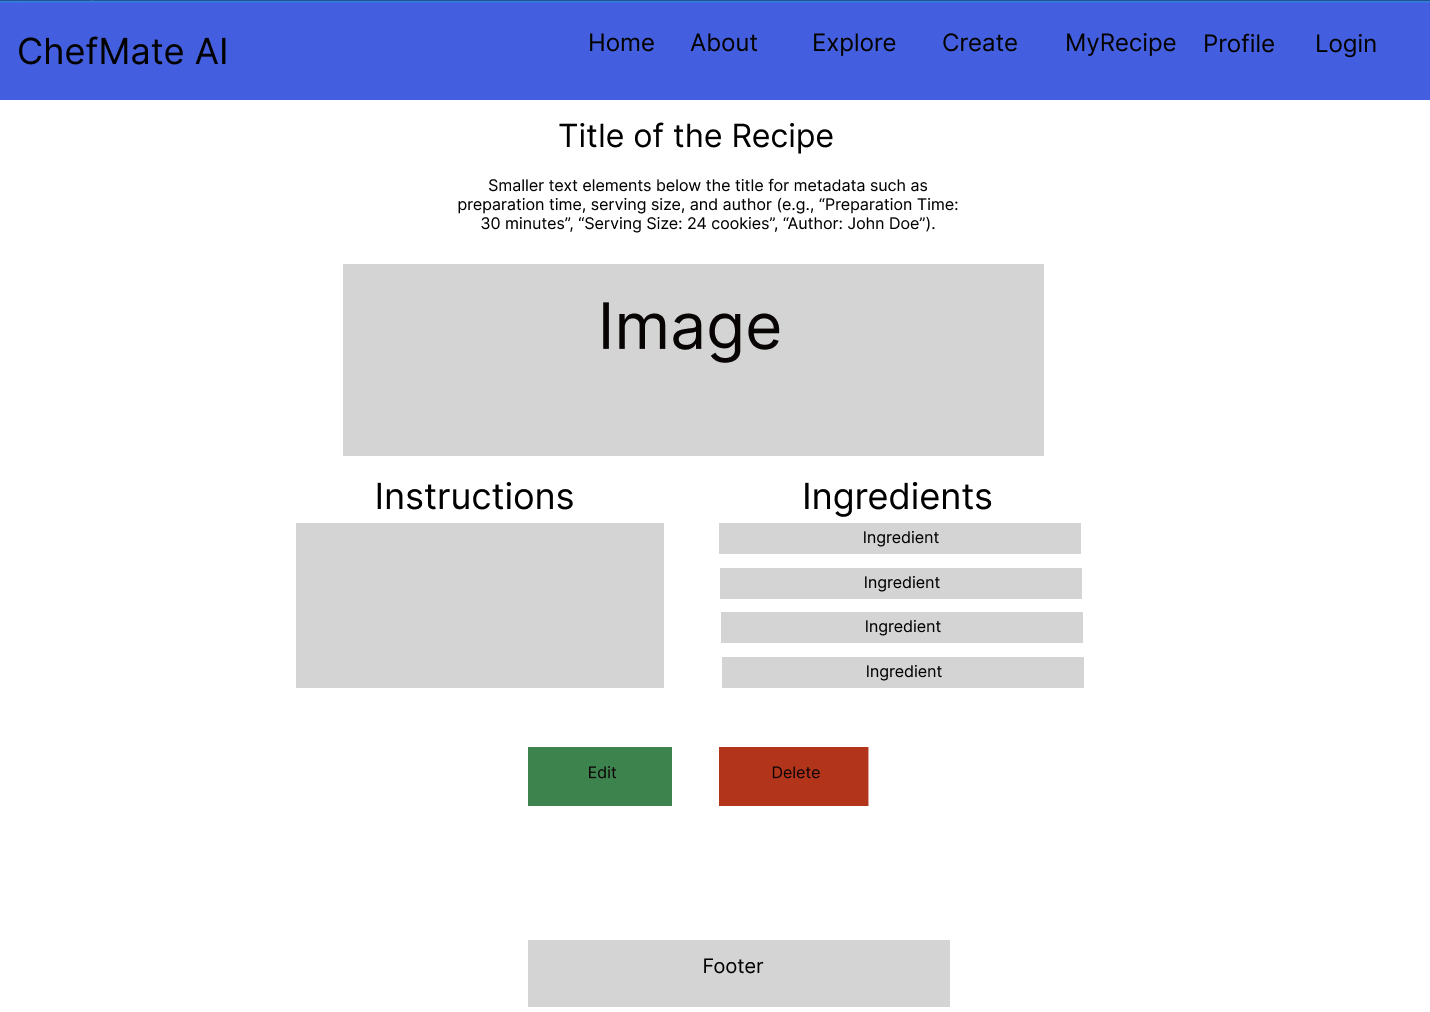 ChefMate AI
Home About Explore Create MyRecipe Profile Login
Title of the Recipe
Smaller text elements below the title for metadata such as
preparation time, serving size, and author (e.g., “Preparation Time:
30 minutes”, “Serving Size: 24 cookies”, “Author: John Doe”).
Image
Instructions
Ingredients
Ingredient
Ingredient
Ingredient
Ingredient
Edit
Delete
Footer